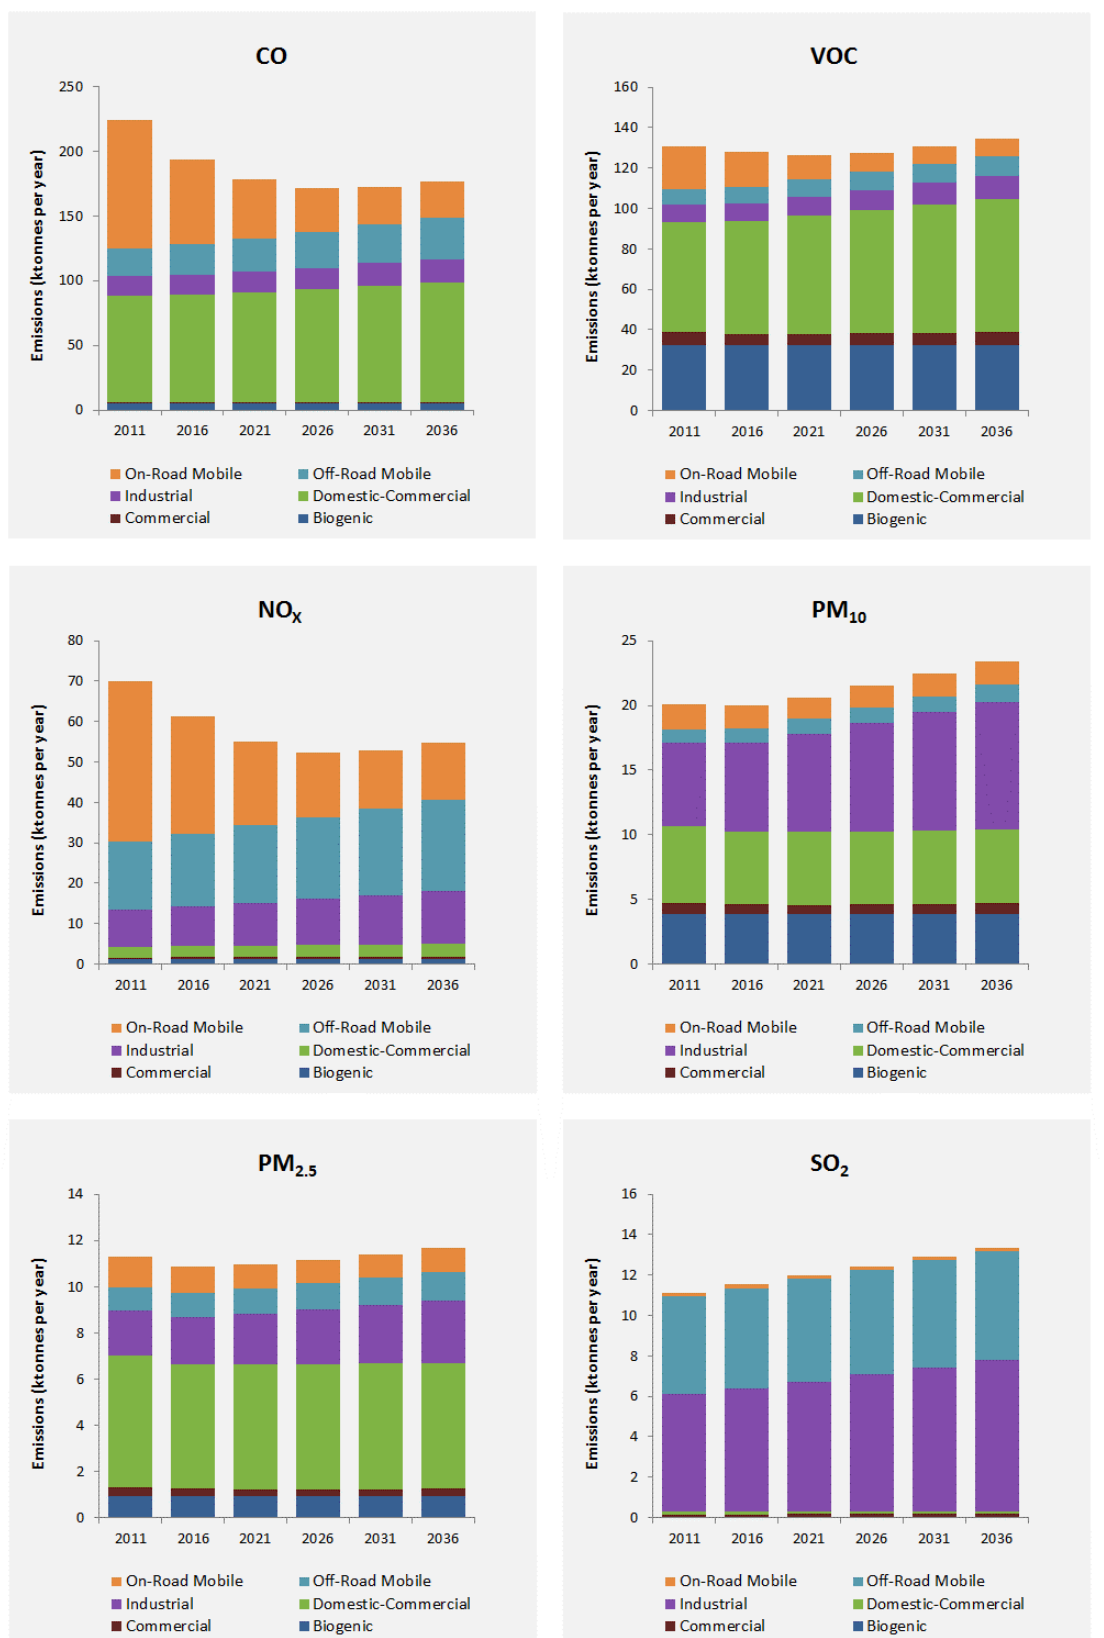 CO
Emissions (ktonnes per year)
250
200
150
100
50
0
2011 2016 2021 2026 2031 2036
On-Road Mobile Off-Road Mobile
Industrial Domestic-Commercial
Commercial Biogenic
VOC
Emissions (ktonnes per year)
160
140
120
100
80
60
40
20
0
2011 2016 2021 2026 2031 2036
On-Road Mobile Off-Road Mobile
Industrial Domestic-Commercial
Commercial Biogenic
NOX
Emissions (ktonnes per year)
80
70
60
50
40
30
20
10
0
2011 2016 2021 2026 2031 2036
On-Road Mobile Off-Road Mobile
Industrial Domestic-Commercial
Commercial Biogenic
PM10
Emissions (ktonnes per year)
25
20
15
10
5
0
2011 2016 2021 2026 2031 2036
On-Road Mobile Off-Road Mobile
Industrial Domestic-Commercial
Commercial Biogenic
PM2.5
Emissions (ktonnes per year)
14
12
10
8
6
4
2
0
2011 2016 2021 2026 2031 2036
On-Road Mobile Off-Road Mobile
Industrial Domestic-Commercial
Commercial Biogenic
SO2
Emissions (ktonnes per year)
16
14
12
10
8
6
4
2
0
2011 2016 2021 2026 2031 2036
On-Road Mobile Off-Road Mobile
Industrial Domestic-Commercial
Commercial Biogenic